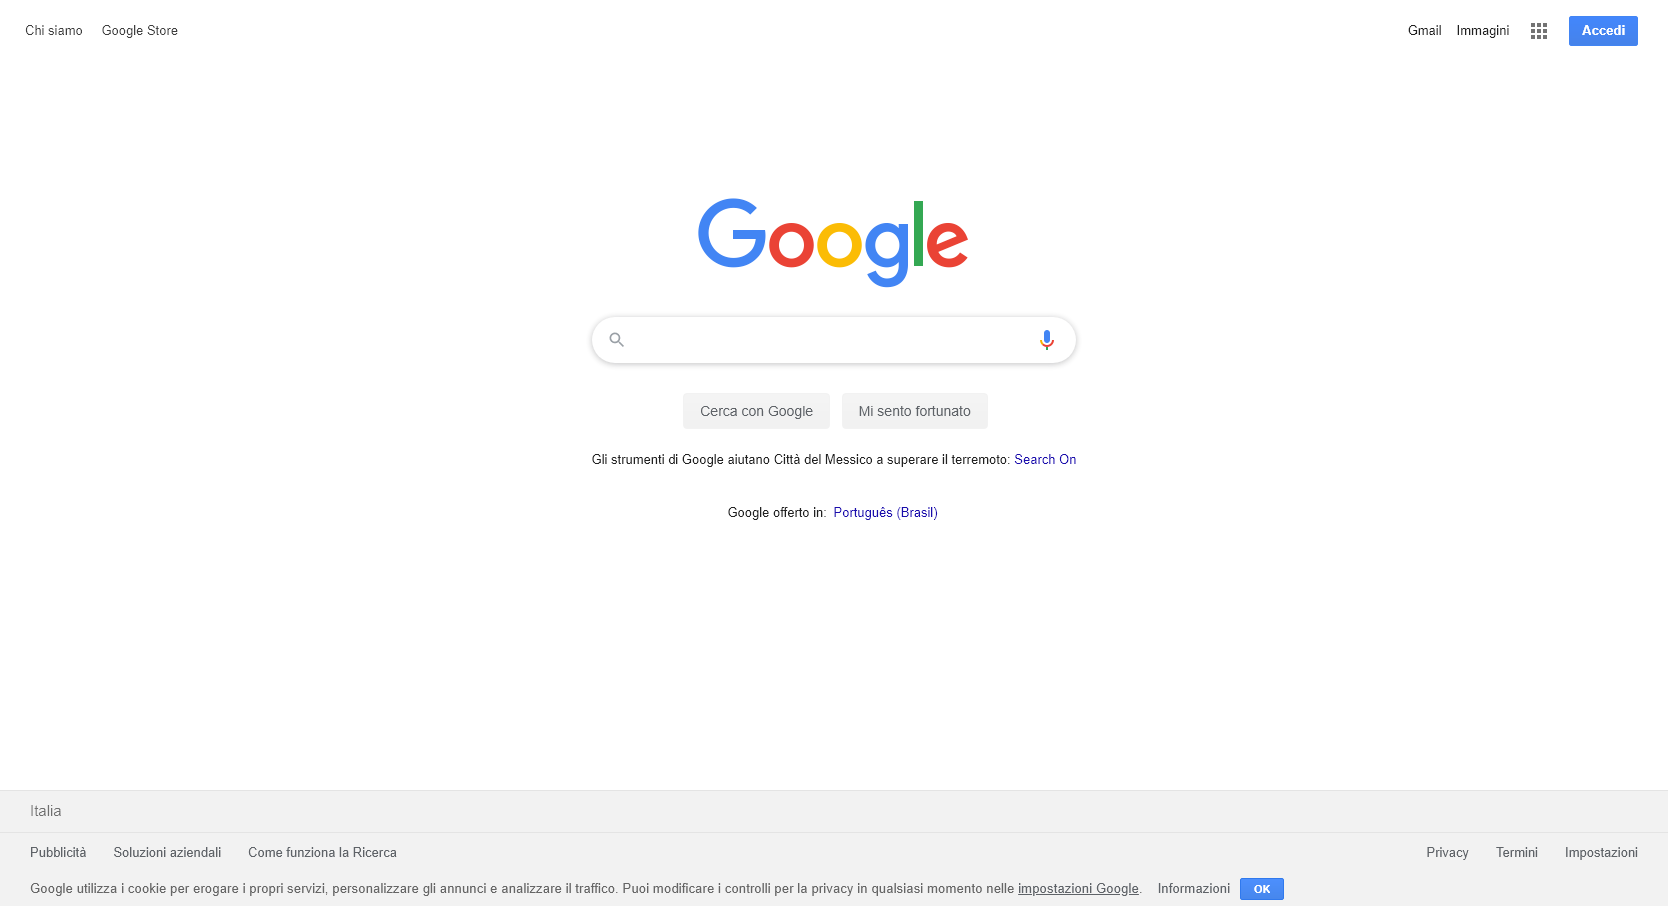 Chi siamo Google Store Gmail Immagini Accedi
Google
Cerca con Google Mi sento fortunato
Gli strumenti di Google aiutano Città del Messico a superare il terremoto: Search On
Google offerto in: Português (Brasil)
Italia
Pubblicità Soluzioni aziendali Come funziona la Ricerca Privacy Termini Impostazioni
Google utilizza i cookie per erogare i propri servizi, personalizzare gli annunci e analizzare il traffico. Puoi modificare i controlli per la privacy in qualsiasi momento nelle impostazioni Google. Informazioni OK